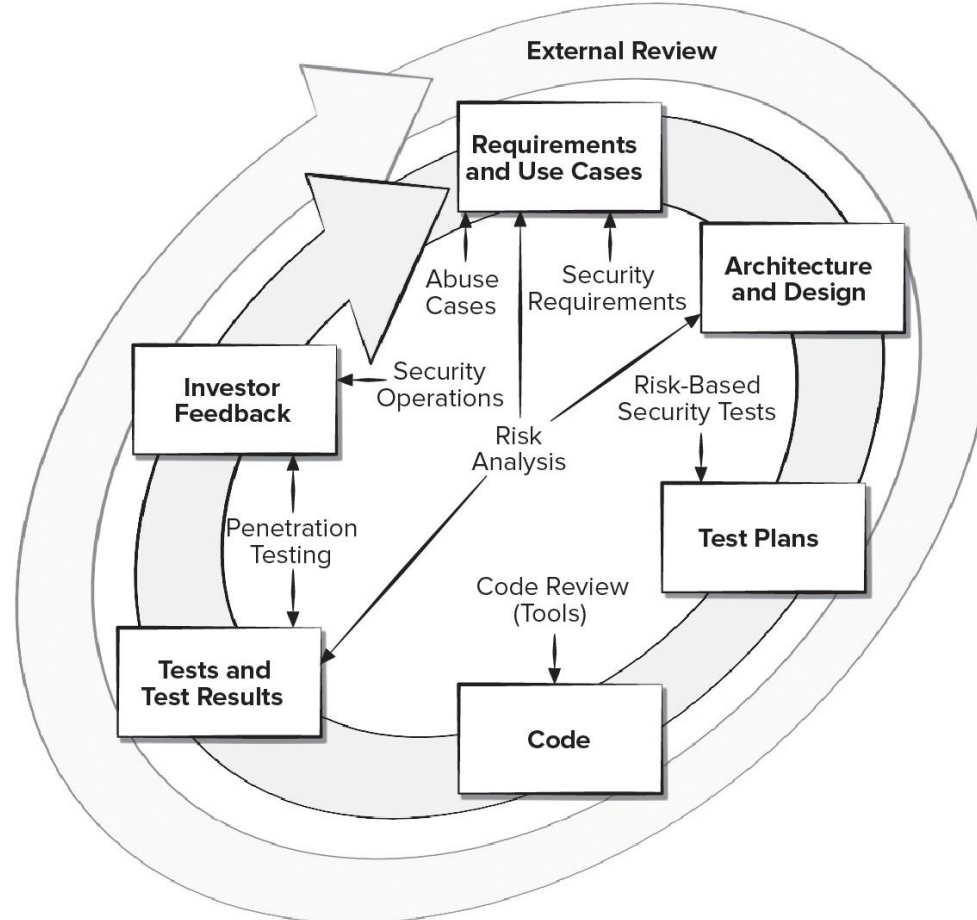 External Review
Requirements
and Use Cases
Abuse
Cases
Security
Requirements
Architecture
and Design
Investor
Feedback
Security
Operations
Risk-Based
Security Tests
Risk
Analysis
Penetration
Testing
Test Plans
Code Review
(Tools)
Tests and
Test Results
Code